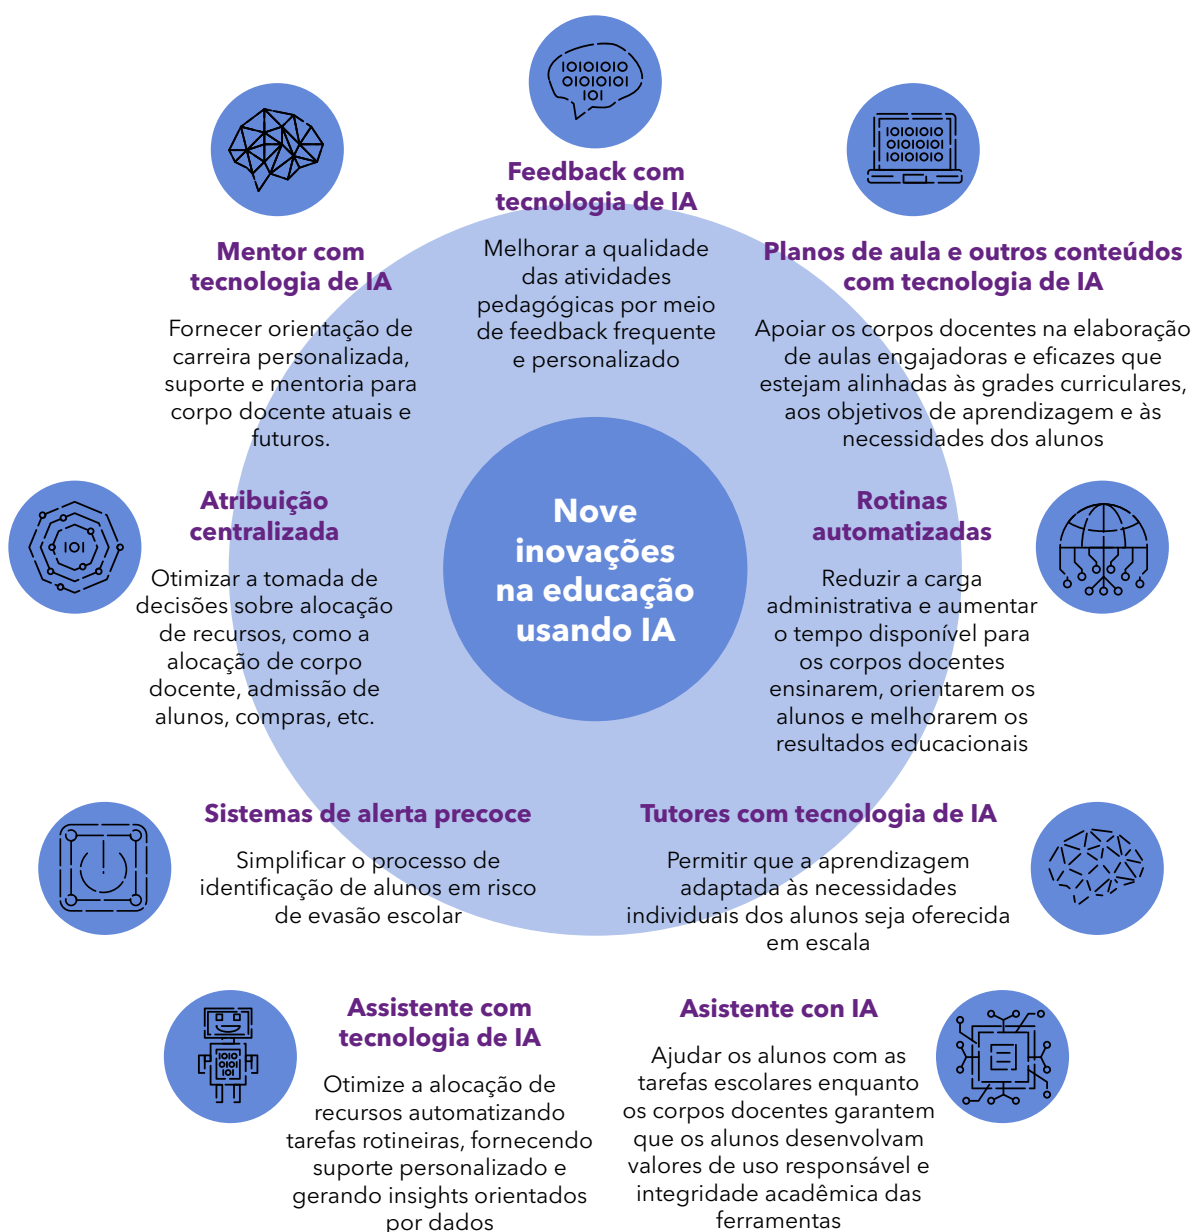 1010101O
O1O1O1O1
1O1
Feedback com
tecnologia de IA
Melhorar a qualidade
das atividades
pedagógicas por meio
de feedback frequente
e personalizado
Mentor com
tecnologia de IA
Fornecer orientação de
carreira personalizada,
suporte e mentoria para
corpo docente atuais e
futuros.
1O1O1O1O
O1O1O1O1
1O1O1O1O
Planos de aula e outros conteúdos
com tecnologia de IA
Apoiar os corpos docentes na elaboração
de aulas engajadoras e eficazes que
estejam alinhadas às grades curriculares,
aos objetivos de aprendizagem e às
necessidades dos alunos
1O1
Atribuição
centralizada
Otimizar a tomada de
decisões sobre alocação
de recursos, como a
alocação de corpo
docente, admissão de
alunos, compras, etc.
Nove
inovações
na educação
usando IA
Rotinas
automatizadas
Reduzir a carga
administrativa e aumentar
o tempo disponível para
os corpos docentes
ensinarem, orientarem os
alunos e melhorarem os
resultados educacionais
Sistemas de alerta precoce
Simplificar o processo de
identificação de alunos em risco
de evasão escolar
Tutores com tecnologia de IA
Permitir que a aprendizagem
adaptada às necessidades
individuais dos alunos seja oferecida
em escala
1O1O
O1O1
1O1
Assistente com
tecnologia de IA
Otimize a alocação de
recursos automatizando
tarefas rotineiras, fornecendo
suporte personalizado e
gerando insights orientados
por dados
Asistente con IA
Ajudar os alunos com as
tarefas escolares enquanto
os corpos docentes garantem
que os alunos desenvolvam
valores de uso responsável e
integridade acadêmica das
ferramentas